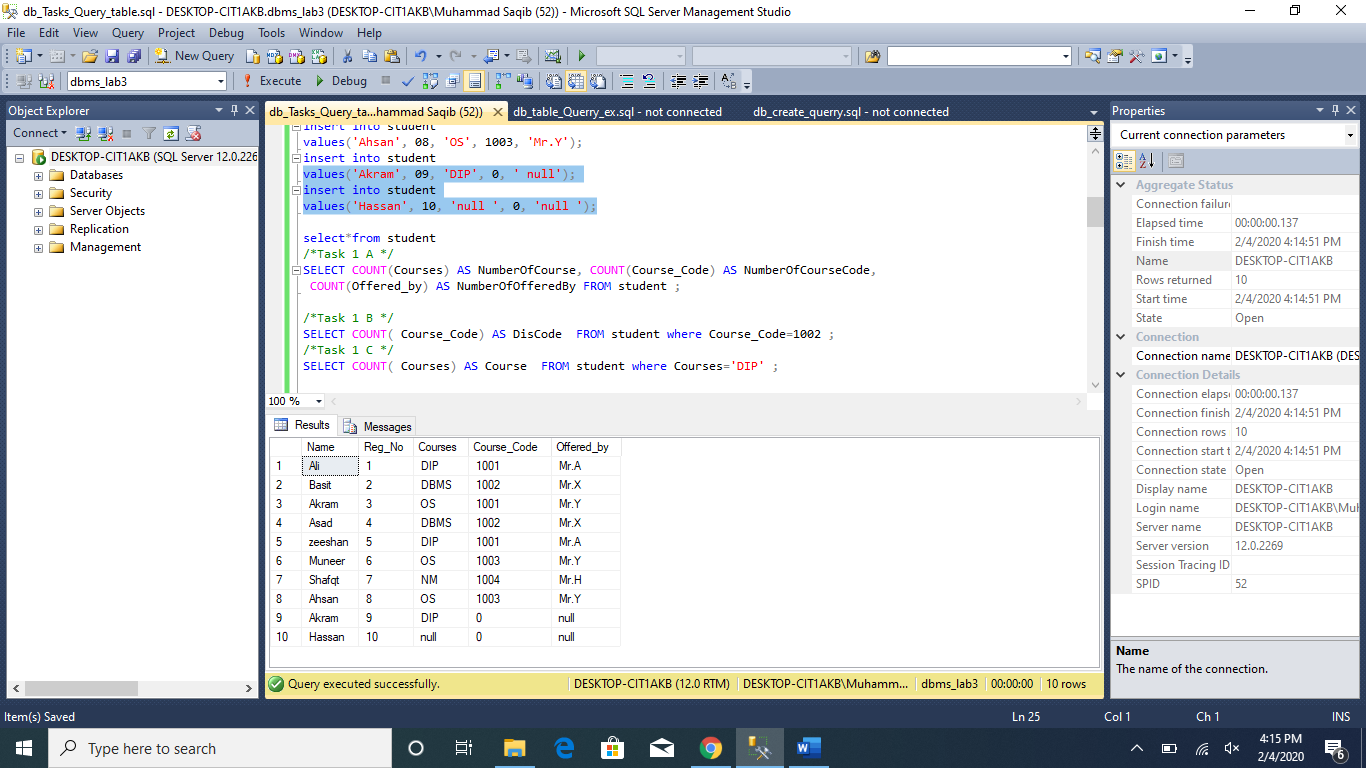 db_Tasks_Query_table.sql - DESKTOP-CIT1AKB.dbms_lab3 (DESKTOP-CIT1AKB\Muhammad Saqib (52)) - Microsoft SQL Server Management Studio
File Edit View Query Project Debug Tools Window Help
New Query
dbms_lab3 Execute Debug
Object Explorer
Connect
DESKTOP-CIT1AKB (SQL Server 12.0.226
Databases
Security
Server Objects
Replication
Management
db_Tasks_Query_ta...hammad Saqib (52)) db_table_Querry_ex.sql - not connected db_create_querry.sql - not connected
insert into student
values('Ahsan', 08, 'OS', 1003, 'Mr.Y');
insert into student
values('Akram', 09, 'DIP', 0, ' null');
insert into student
values('Hassan', 10, 'null ', 0, 'null ');
select*from student
/*Task 1 A */
SELECT COUNT(Courses) AS NumberOfCourse, COUNT(Course_Code) AS NumberOfCourseCode,
COUNT(Offered_by) AS NumberOfOfferedBy FROM student ;
/*Task 1 B */
SELECT COUNT( Course_Code) AS DisCode FROM student where Course_Code=1002 ;
/*Task 1 C */
SELECT COUNT( Courses) AS Course FROM student where Courses='DIP' ;
100 %
Results Messages
Name Reg_No Courses Course_Code Offered_by
1 Ali 1 DIP 1001 Mr.A
2 Basit 2 DBMS 1002 Mr.X
3 Akram 3 OS 1001 Mr.Y
4 Asad 4 DBMS 1002 Mr.X
5 zeeshan 5 DIP 1001 Mr.A
6 Muneer 6 OS 1003 Mr.Y
7 Shafqt 7 NM 1004 Mr.H
8 Ahsan 8 OS 1003 Mr.Y
9 Akram 9 DIP 0 null
10 Hassan 10 null 0 null
Query executed successfully. DESKTOP-CIT1AKB (12.0 RTM) DESKTOP-CIT1AKB\Muhamm... dbms_lab3 00:00:00 10 rows
Properties
Current connection parameters
Aggregate Status
Connection failure
Elapsed time 00:00:00.137
Finish time 2/4/2020 4:14:51 PM
Name DESKTOP-CIT1AKB
Rows returned 10
Start time 2/4/2020 4:14:51 PM
State Open
Connection
Connection name DESKTOP-CIT1AKB (DES
Connection Details
Connection elapse 00:00:00.137
Connection finish 2/4/2020 4:14:51 PM
Connection rows 10
Connection start t 2/4/2020 4:14:51 PM
Connection state Open
Display name DESKTOP-CIT1AKB
Login name DESKTOP-CIT1AKB\Muh
Server name DESKTOP-CIT1AKB
Server version 12.0.2269
Session Tracing ID
SPID 52
Name
The name of the connection.
Item(s) Saved Ln 25 Col 1 Ch 1 INS
Type here to search
4:15 PM
2/4/2020
6